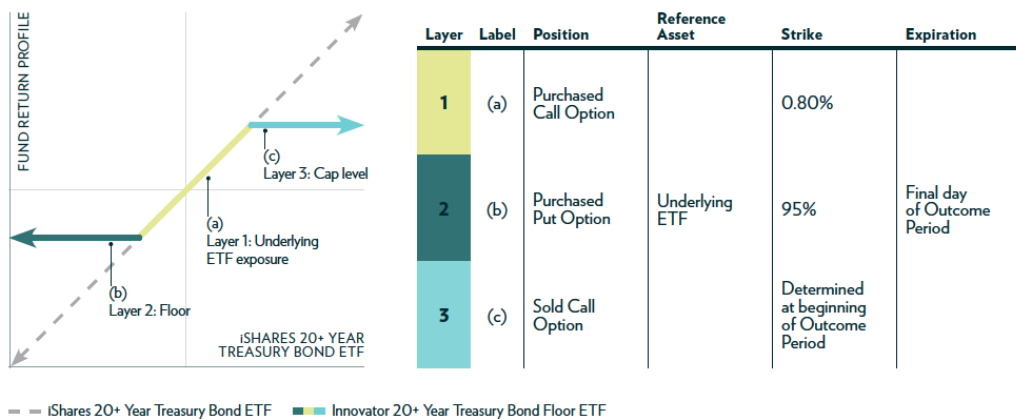 FUND RETURN PROFILE
(c)
Layer 3: Cap level
(a)
Layer 1: Underlying
ETF exposure
(b)
Layer 2: Floor
iSHARES 20+ YEAR
TREASURY BOND ETF
Layer Label Position Reference Asset Strike Expiration
1 (a) Purchased Call Option 0.80%
2 (b) Purchased Put Option Underlying ETF 95% Final day of Outcome Period
3 (c) Sold Call Option Determined at beginning of Outcome Period
iShares 20+ Year Treasury Bond ETF Innovator 20+ Year Treasury Bond Floor ETF